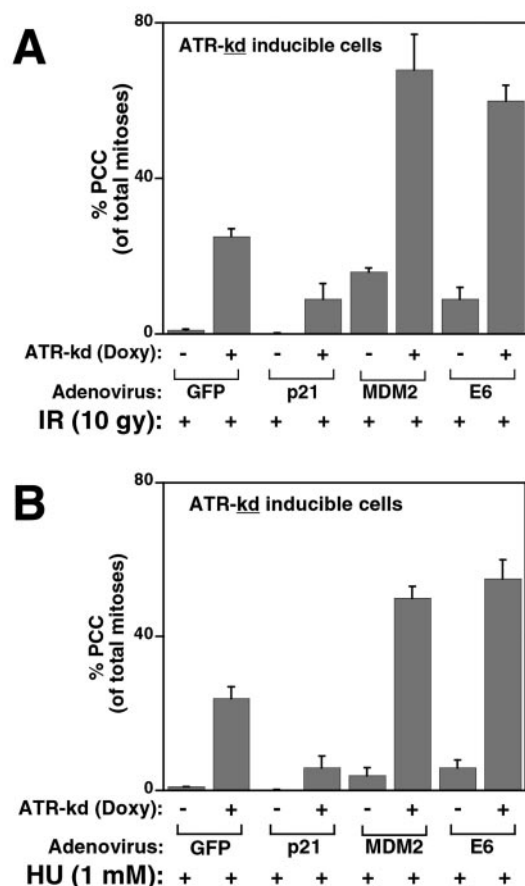 A
ATR-kd inducible cells
80
40
0
% PCC
(of total mitoses)
ATR-kd (Doxy): - + - + - + - +
Adenovirus: GFP p21 MDM2 E6
IR (10 gy): + + + + + + + +
B
ATR-kd inducible cells
80
40
0
% PCC
(of total mitoses)
ATR-kd (Doxy): - + - + - + - +
Adenovirus: GFP p21 MDM2 E6
HU (1 mM): + + + + + + + +